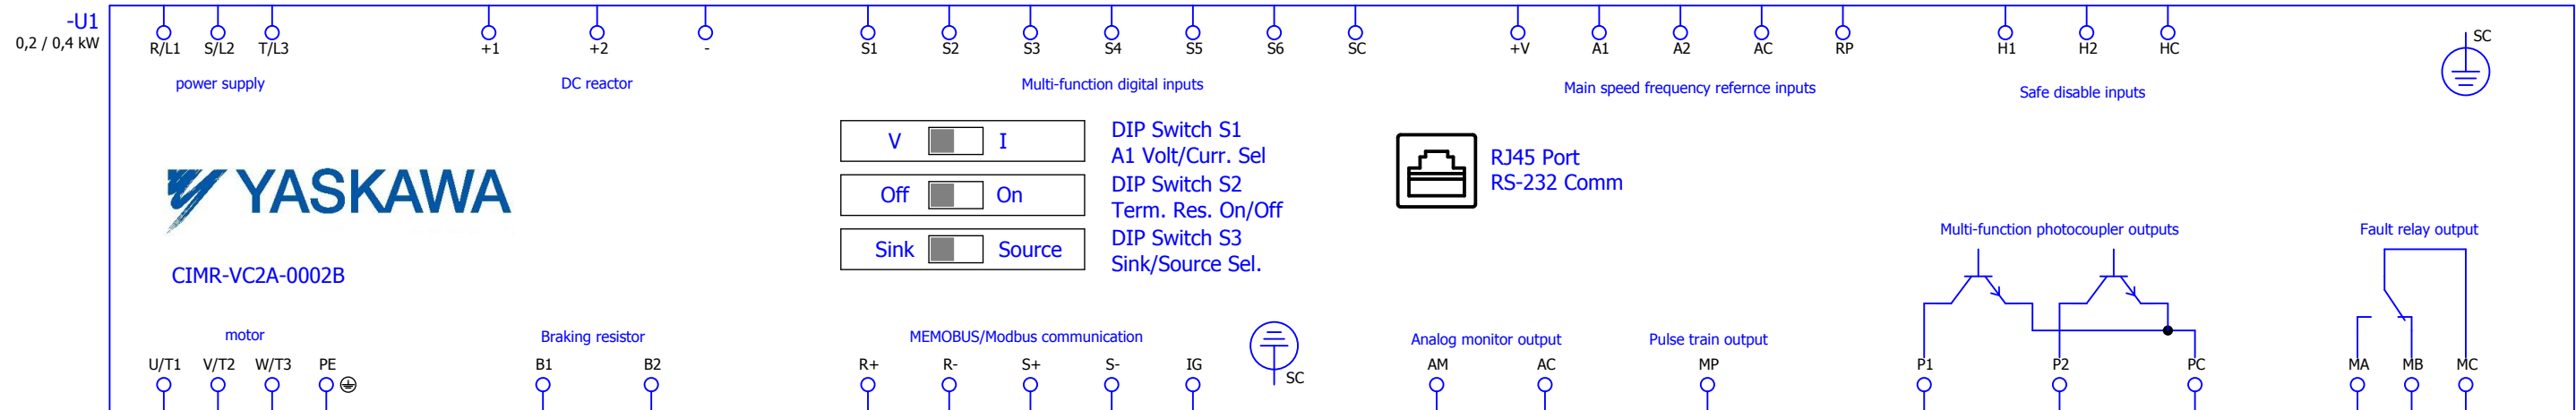 -U1
0,2 / 0,4 kW
R/L1 S/L2 T/L3 +1 +2 - S1 S2 S3 S4 S5 S6 SC +V A1 A2 AC RP H1 H2 HC SC
power supply DC reactor Multi-function digital inputs Main speed frequency refernce inputs Safe disable inputs
V I DIP Switch S1
A1 Volt/Curr. Sel
Off On DIP Switch S2
Term. Res. On/Off
Sink Source DIP Switch S3
Sink/Source Sel.
RJ45 Port
RS-232 Comm
YASKAWA
CIMR-VC2A-0002B
Multi-function photocoupler outputs Fault relay output
motor Braking resistor MEMOBUS/Modbus communication Analog monitor output Pulse train output
U/T1 V/T2 W/T3 PE B1 B2 R+ R- S+ S- IG SC AM AC MP P1 P2 PC MA MB MC